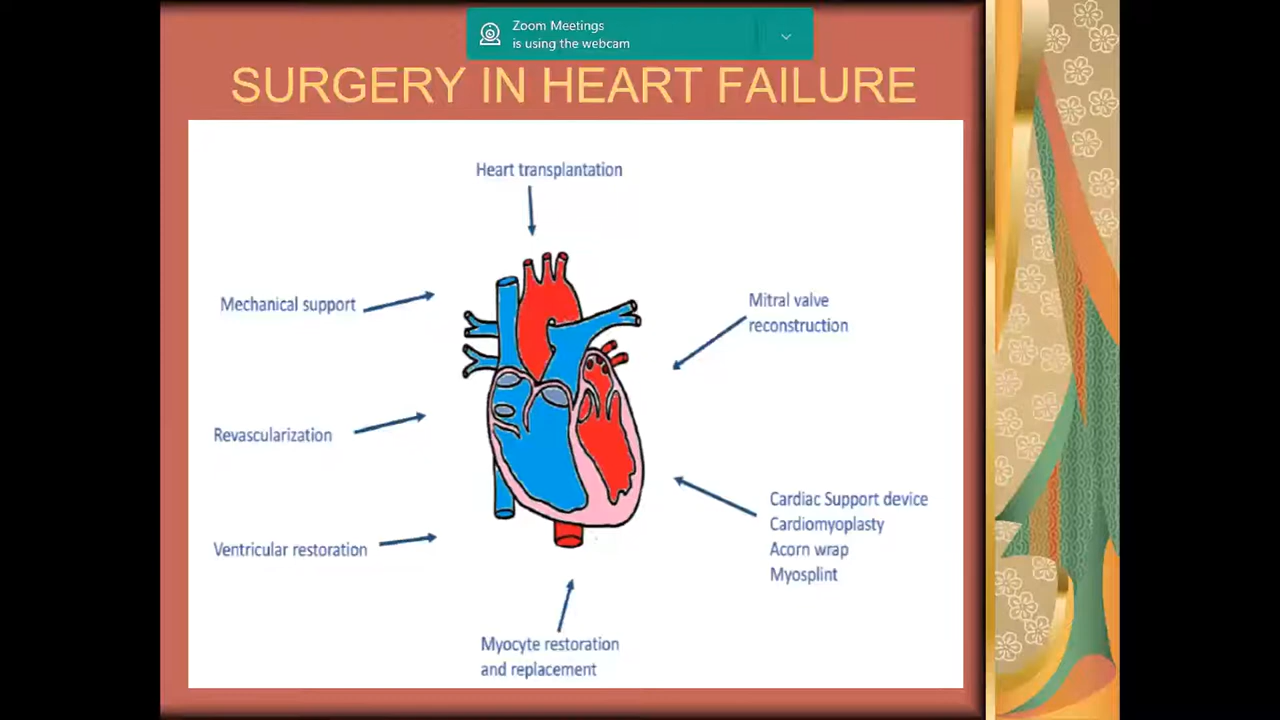 Zoom Meetings
is using the webcam
SURGERY IN HEART FAILURE
Heart transplantation
Mechanical support
Mitral valve
reconstruction
Revascularization
Cardiac Support device
Cardiomyoplasty
Acorn wrap
Myosplint
Ventricular restoration
Myocyte restoration
and replacement